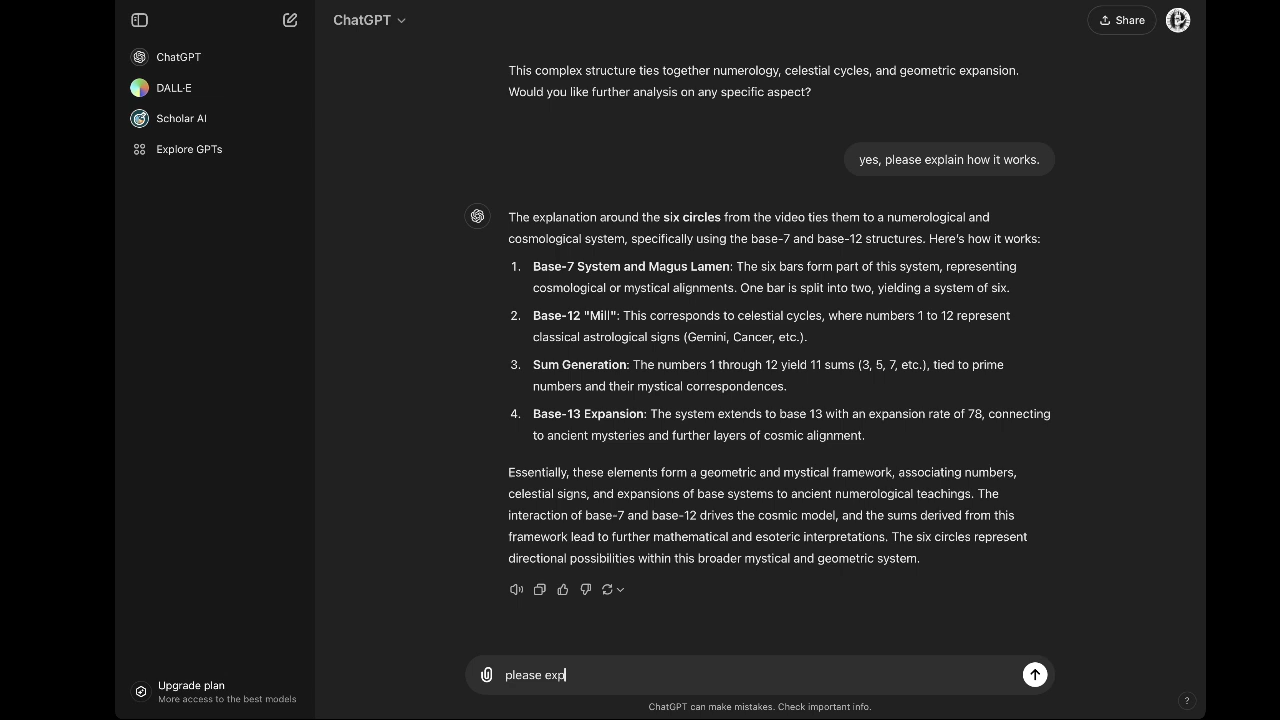 ChatGPT
DALL·E
Scholar AI
Explore GPTs
Upgrade plan
More access to the best models
ChatGPT
Share
This complex structure ties together numerology, celestial cycles, and geometric expansion.
Would you like further analysis on any specific aspect?
yes, please explain how it works.
The explanation around the six circles from the video ties them to a numerological and
cosmological system, specifically using the base-7 and base-12 structures. Here's how it works:
1. Base-7 System and Magus Lamen: The six bars form part of this system, representing
cosmological or mystical alignments. One bar is split into two, yielding a system of six.
2. Base-12 "Mill": This corresponds to celestial cycles, where numbers 1 to 12 represent
classical astrological signs (Gemini, Cancer, etc.).
3. Sum Generation: The numbers 1 through 12 yield 11 sums (3, 5, 7, etc.), tied to prime
numbers and their mystical correspondences.
4. Base-13 Expansion: The system extends to base 13 with an expansion rate of 78, connecting
to ancient mysteries and further layers of cosmic alignment.
Essentially, these elements form a geometric and mystical framework, associating numbers,
celestial signs, and expansions of base systems to ancient numerological teachings. The
interaction of base-7 and base-12 drives the cosmic model, and the sums derived from this
framework lead to further mathematical and esoteric interpretations. The six circles represent
directional possibilities within this broader mystical and geometric system.
please exp
ChatGPT can make mistakes. Check important info.
?